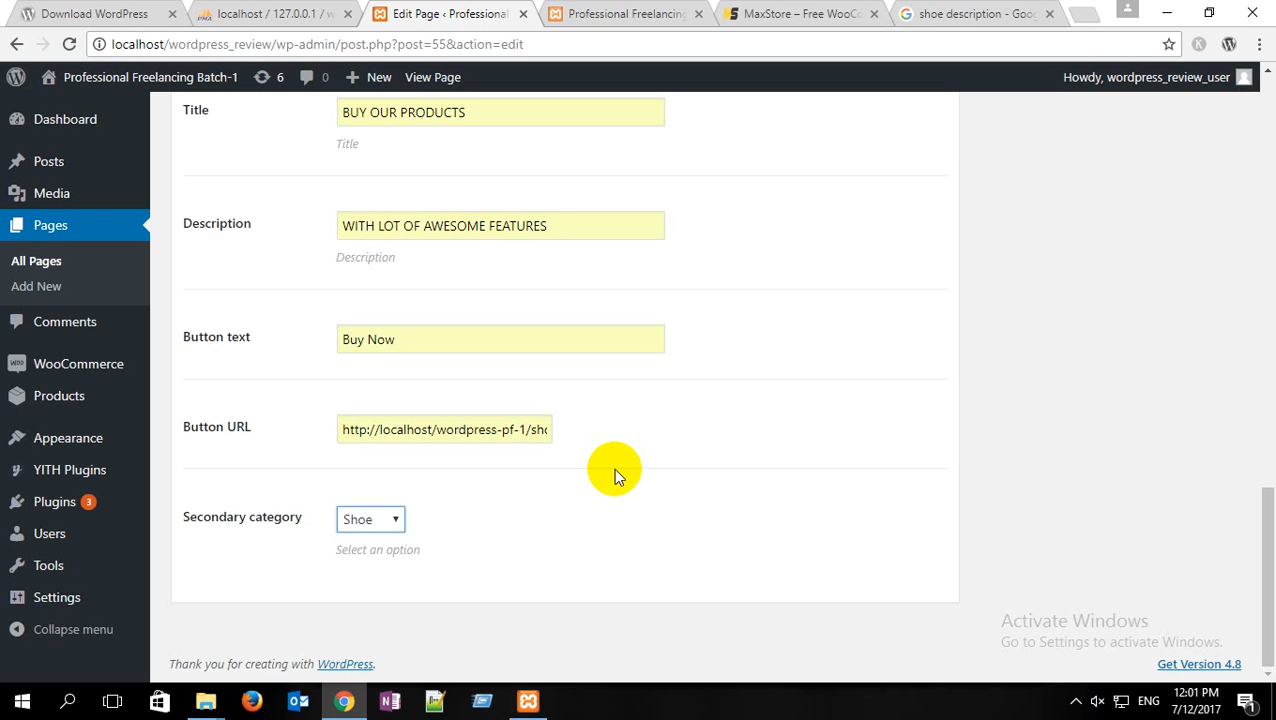 Download WordPress
localhost / 127.0.0.1 / w
Edit Page ‹ Professional
Professional Freelancing
MaxStore – Free WooCo
shoe description - Goog
localhost/wordpress_review/wp-admin/post.php?post=55&action=edit
Professional Freelancing Batch-1
6
0
New
View Page
Howdy, wordpress_review_user
Dashboard
Posts
Media
Pages
All Pages
Add New
Comments
WooCommerce
Products
Appearance
YITH Plugins
Plugins 3
Users
Tools
Settings
Collapse menu
Title
BUY OUR PRODUCTS
Title
Description
WITH LOT OF AWESOME FEATURES
Description
Button text
Buy Now
Button URL
http://localhost/wordpress-pf-1/sho
Secondary category
Shoe
Select an option
Activate Windows
Go to Settings to activate Windows.
Thank you for creating with WordPress.
Get Version 4.8
ENG
12:01 PM
7/12/2017